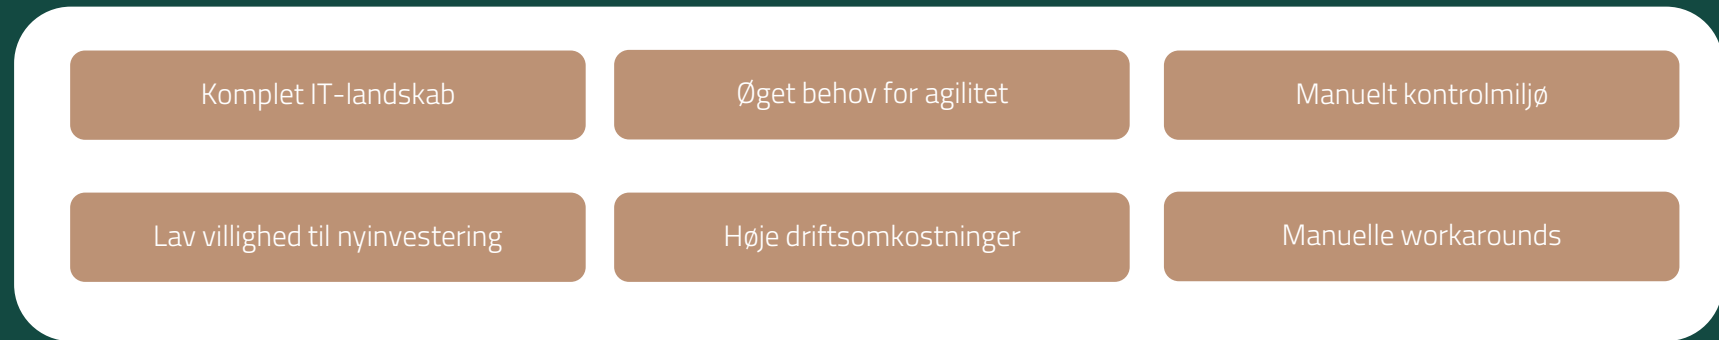 Komplet IT-landskab
Øget behov for agilitet
Manuelt kontrolmiljø
Lav villighed til nyinvestering
Høje driftsomkostninger
Manuelle workarounds